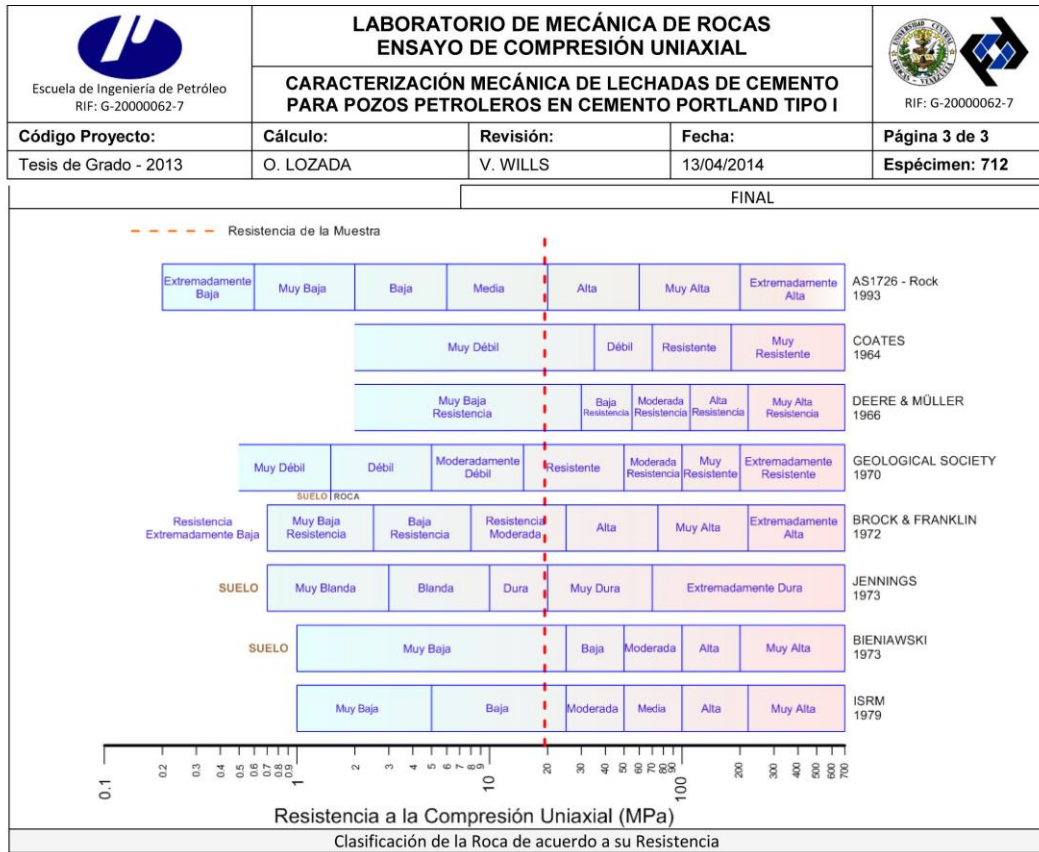 LABORATORIO DE MECÁNICA DE ROCAS
ENSAYO DE COMPRESIÓN UNIAXIAL
CARACTERIZACIÓN MECÁNICA DE LECHADAS DE CEMENTO
PARA POZOS PETROLEROS EN CEMENTO PORTLAND TIPO I
Escuela de Ingeniería de Petróleo
RIF: G-20000062-7
UNIVERSIDAD CENTRAL
CARACAS - VENEZUELA
RIF: G-20000062-7
Código Proyecto: Cálculo: Revisión: Fecha: Página 3 de 3
Tesis de Grado - 2013 O. LOZADA V. WILLS 13/04/2014 Espécimen: 712
FINAL
Resistencia de la Muestra
Extremadamente
Baja
Muy Baja
Baja
Media
Alta
Muy Alta
Extremadamente
Alta
AS1726 - Rock
1993
Muy Débil
Débil
Resistente
Muy
Resistente
COATES
1964
Muy Baja
Resistencia
Baja
Resistencia
Moderada
Resistencia
Alta
Resistencia
Muy Alta
Resistencia
DEERE & MÜLLER
1966
Muy Débil
Débil
Moderadamente
Débil
Resistente
Moderada
Resistencia
Muy
Resistente
Extremadamente
Resistente
GEOLOGICAL SOCIETY
1970
SUELO ROCA
Resistencia
Extremadamente Baja
Muy Baja
Resistencia
Baja
Resistencia
Resistencia
Moderada
Alta
Muy Alta
Extremadamente
Alta
BROCK & FRANKLIN
1972
SUELO
Muy Blanda
Blanda
Dura
Muy Dura
Extremadamente Dura
JENNINGS
1973
SUELO
Muy Baja
Baja
Moderada
Alta
Muy Alta
BIENIAWSKI
1973
Muy Baja
Baja
Moderada
Media
Alta
Muy Alta
ISRM
1979
0.1 0.2 0.3 0.4 0.5 0.6 0.7 0.8 0.9 1 2 3 4 5 6 7 8 9 10 20 30 40 50 60 70 80 90 100 200 300 400 500 600 700
Resistencia a la Compresión Uniaxial (MPa)
Clasificación de la Roca de acuerdo a su Resistencia